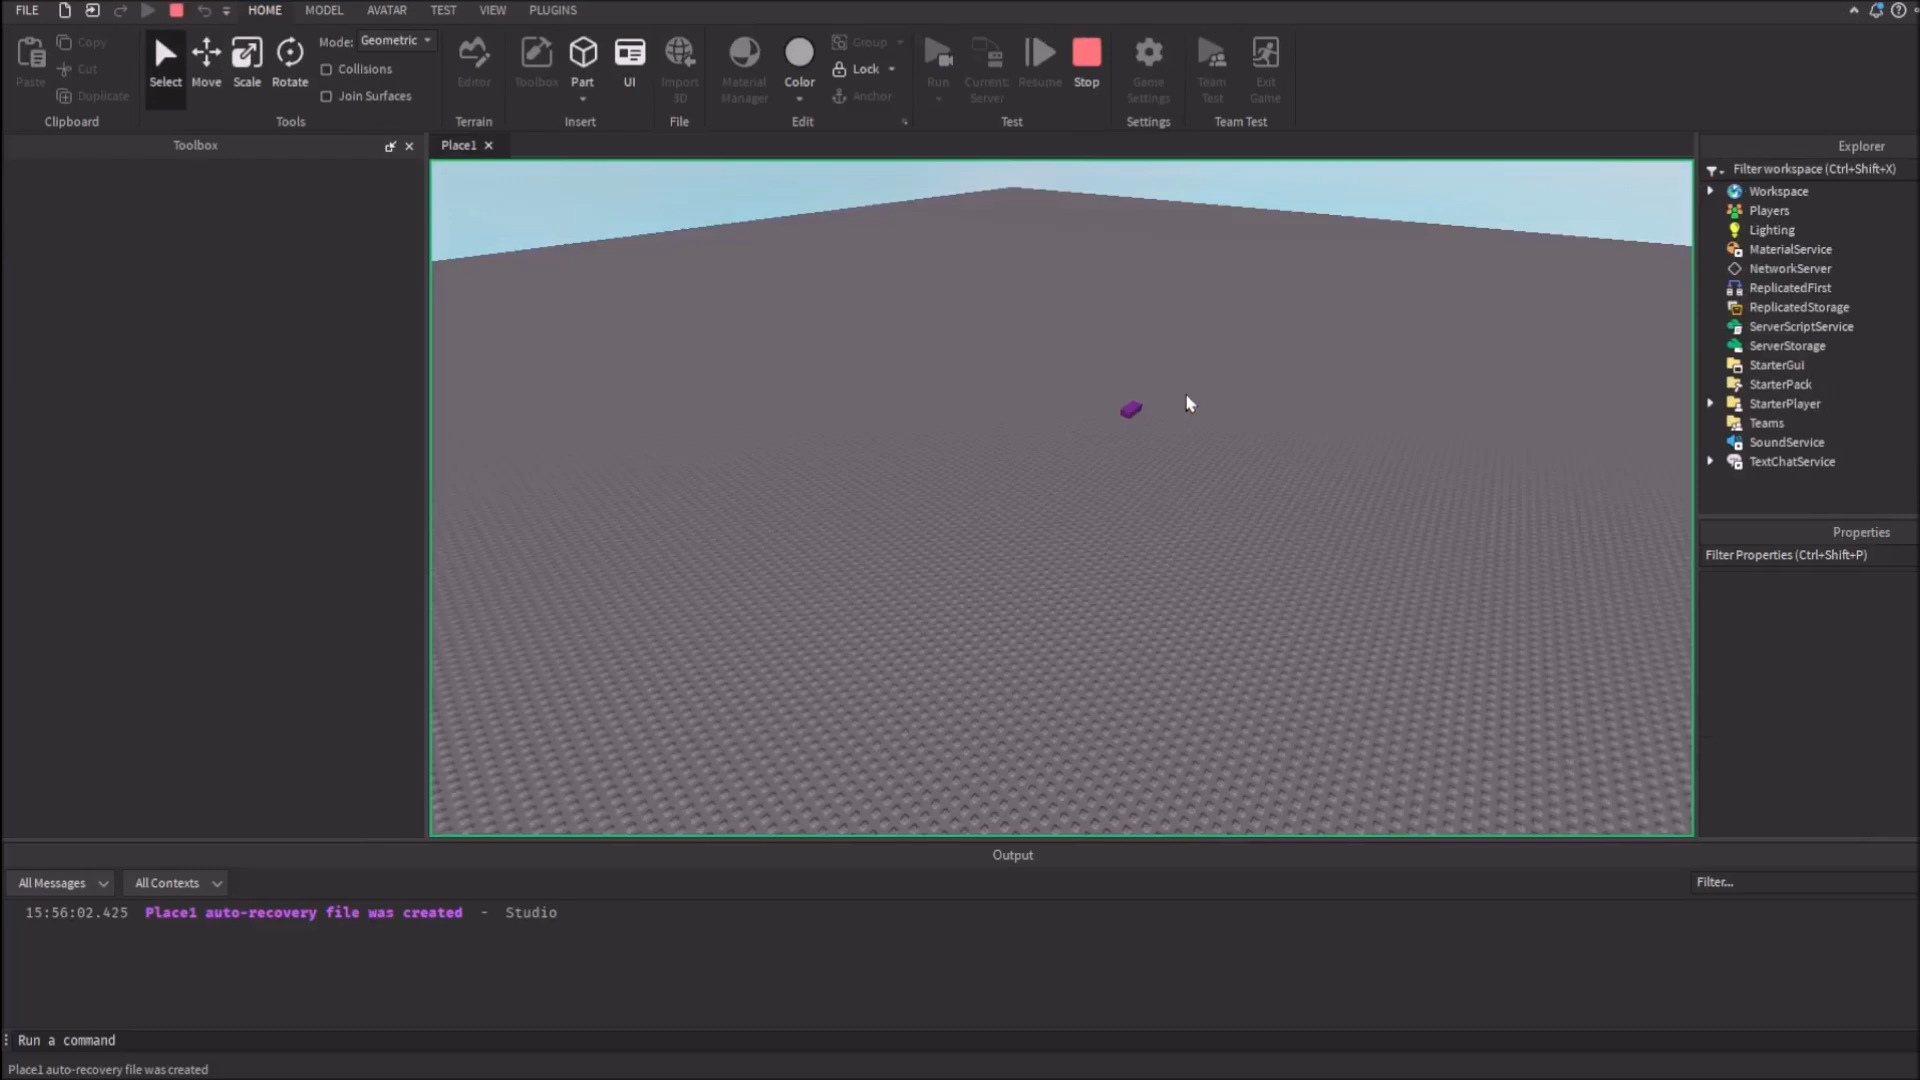 FILE HOME MODEL AVATAR TEST VIEW PLUGINS
Paste Copy Cut Duplicate Clipboard
Select Move Scale Rotate
Mode: Geometric
Collisions
Join Surfaces
Tools
Editor
Terrain
Toolbox Part UI
Insert
Import 3D
File
Material Manager Color
Group
Lock
Anchor
Edit
Run Current: Server Resume Stop
Test
Game Settings
Settings
Team Test Exit Game
Team Test
Toolbox
Place1
Explorer
Filter workspace (Ctrl+Shift+X)
Workspace
Players
Lighting
MaterialService
NetworkServer
ReplicatedFirst
ReplicatedStorage
ServerScriptService
ServerStorage
StarterGui
StarterPack
StarterPlayer
Teams
SoundService
TextChatService
Properties
Filter Properties (Ctrl+Shift+P)
Output
All Messages All Contexts Filter...
15:56:02.425 Place1 auto-recovery file was created - Studio
Run a command
Place1 auto-recovery file was created